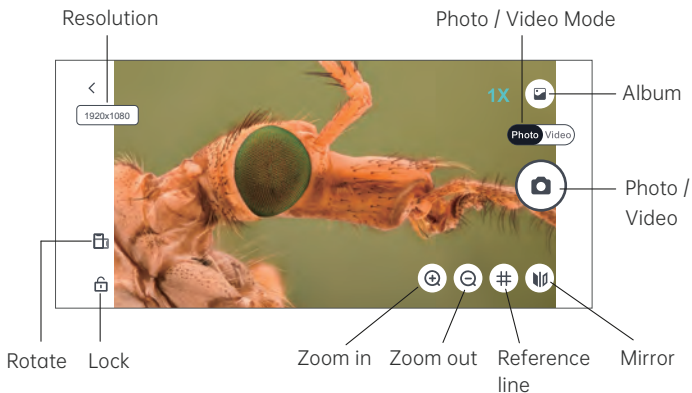 Resolution
Photo / Video Mode
1X
Album
1920x1080
Photo Video
Photo /
Video
Rotate
Lock
Zoom in
Zoom out
Reference
line
Mirror